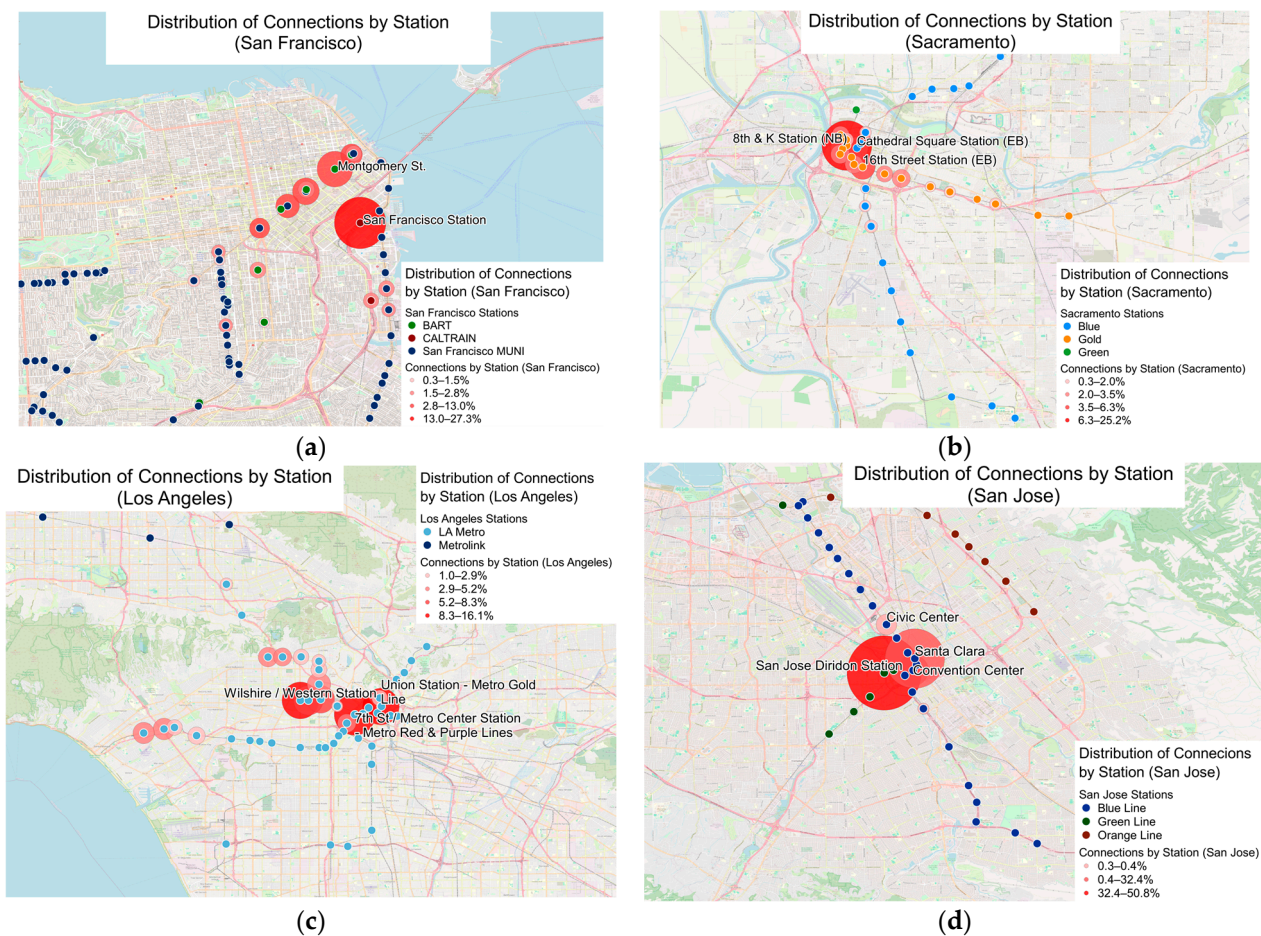 Distribution of Connections by Station
(San Francisco)
Montgomery St.
San Francisco Station
Distribution of Connections
by Station (San Francisco)
San Francisco Stations
BART
CALTRAIN
San Francisco MUNI
Connections by Station (San Francisco)
0.3–1.5%
1.5–2.8%
2.8–13.0%
13.0–27.3%
(a)
Distribution of Connections by Station
(Sacramento)
8th & K Station (NB)
Cathedral Square Station (EB)
16th Street Station (EB)
Distribution of Connections
by Station (Sacramento)
Sacramento Stations
Blue
Gold
Green
Connections by Station (Sacramento)
0.3–2.0%
2.0–3.5%
3.5–6.3%
6.3–25.2%
(b)
Distribution of Connections by Station
(Los Angeles)
Distribution of Connections
by Station (Los Angeles)
Los Angeles Stations
LA Metro
Metrolink
Connections by Station (Los Angeles)
1.0–2.9%
2.9–5.2%
5.2–8.3%
8.3–16.1%
Wilshire / Western Station
Union Station - Metro Gold
Line
7th St / Metro Center Station
- Metro Red & Purple Lines
(c)
Distribution of Connections by Station
(San Jose)
Civic Center
Santa Clara
San Jose Diridon Station
Convention Center
Distribution of Connecions
by Station (San Jose)
San Jose Stations
Blue Line
Green Line
Orange Line
Connections by Station (San Jose)
0.3–0.4%
0.4–32.4%
32.4–50.8%
(d)